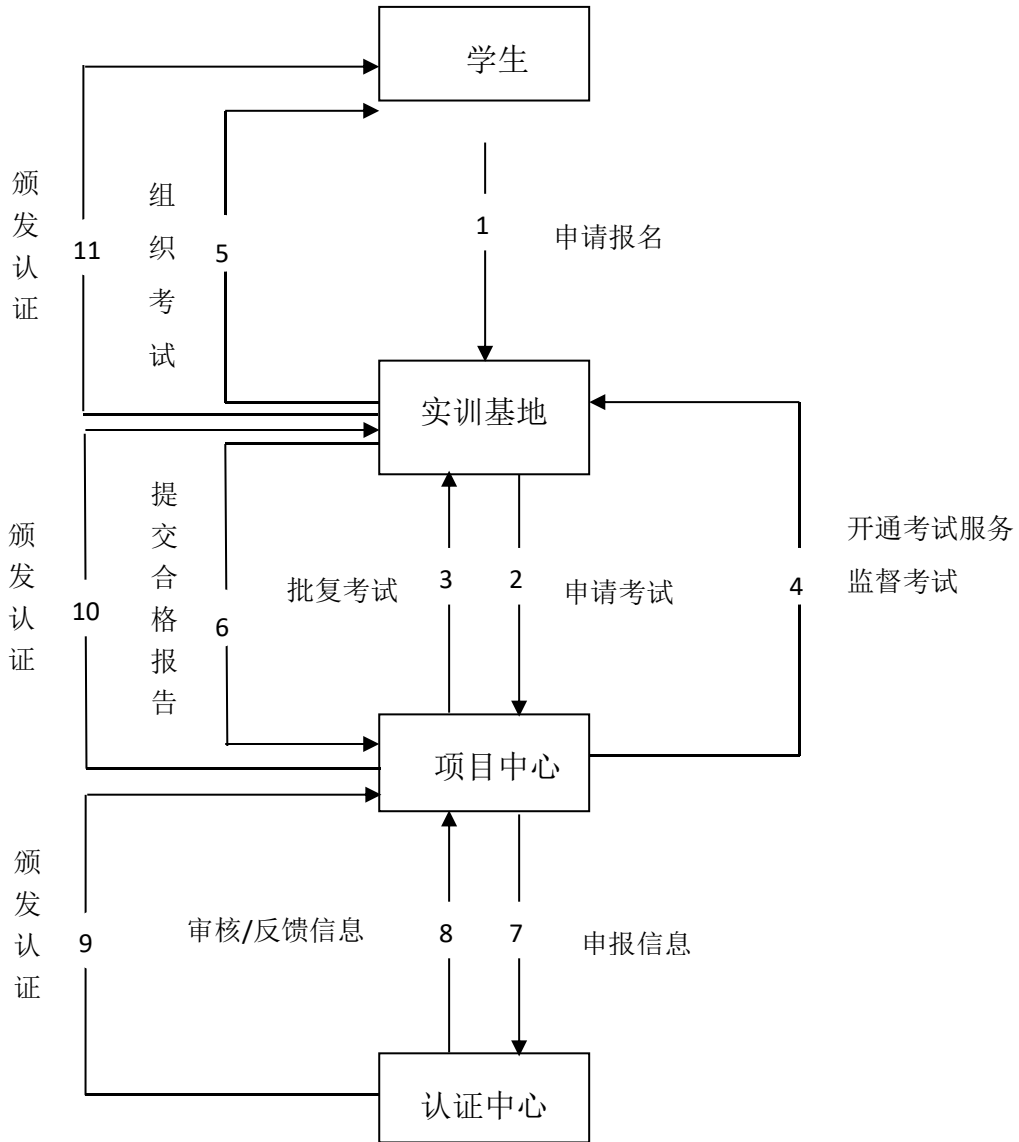 学生
颁发认证
11
组织考试
5
1
申请报名
实训基地
颁发认证
10
提交合格报告
6
批复考试
3
2
申请考试
4
开通考试服务
监督考试
项目中心
颁发认证
9
审核/反馈信息
8
7
申报信息
认证中心